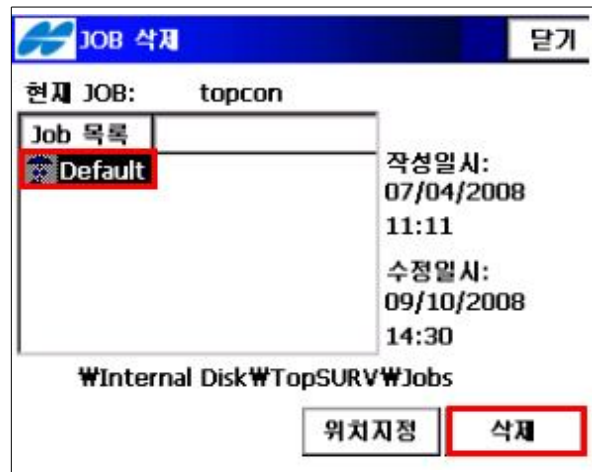 JOB 삭제 닫기
현재 JOB: topcon
Job 목록
Default
작성일시:
07/04/2008
11:11
수정일시:
09/10/2008
14:30
₩Internal Disk₩TopSURV₩Jobs
위치지정 삭제